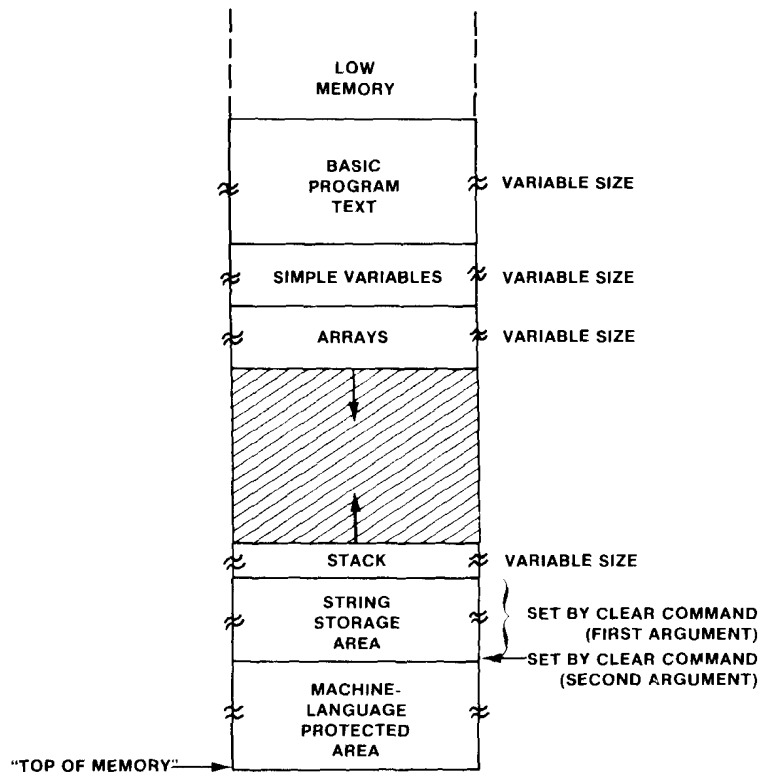 LOW
MEMORY
BASIC
PROGRAM
TEXT
VARIABLE SIZE
SIMPLE VARIABLES
VARIABLE SIZE
ARRAYS
VARIABLE SIZE
STACK
VARIABLE SIZE
STRING
STORAGE
AREA
SET BY CLEAR COMMAND
(FIRST ARGUMENT)
SET BY CLEAR COMMAND
(SECOND ARGUMENT)
MACHINE-
LANGUAGE
PROTECTED
AREA
"TOP OF MEMORY"